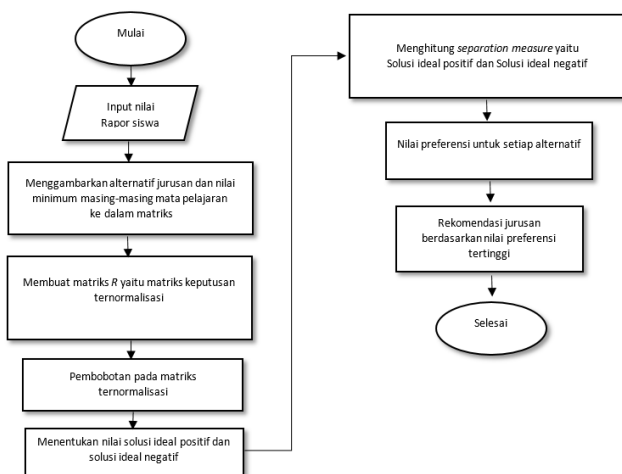 Mulai
Input nilai
Rapor siswa
Menggambarkan alternatif jurusan dan nilai
minimum masing-masing mata pelajaran
ke dalam matriks
Membuat matriks R yaitu matriks keputusan
ternormalisasi
Pembobotan pada matriks
ternormalisasi
Menentukan nilai solusi ideal positif dan
solusi ideal negatif
Menghitung separation measure yaitu
Solusi ideal positif dan Solusi ideal negatif
Nilai preferensi untuk setiap alternatif
Rekomendasi jurusan
berdasarkan nilai preferensi
tertinggi
Selesai